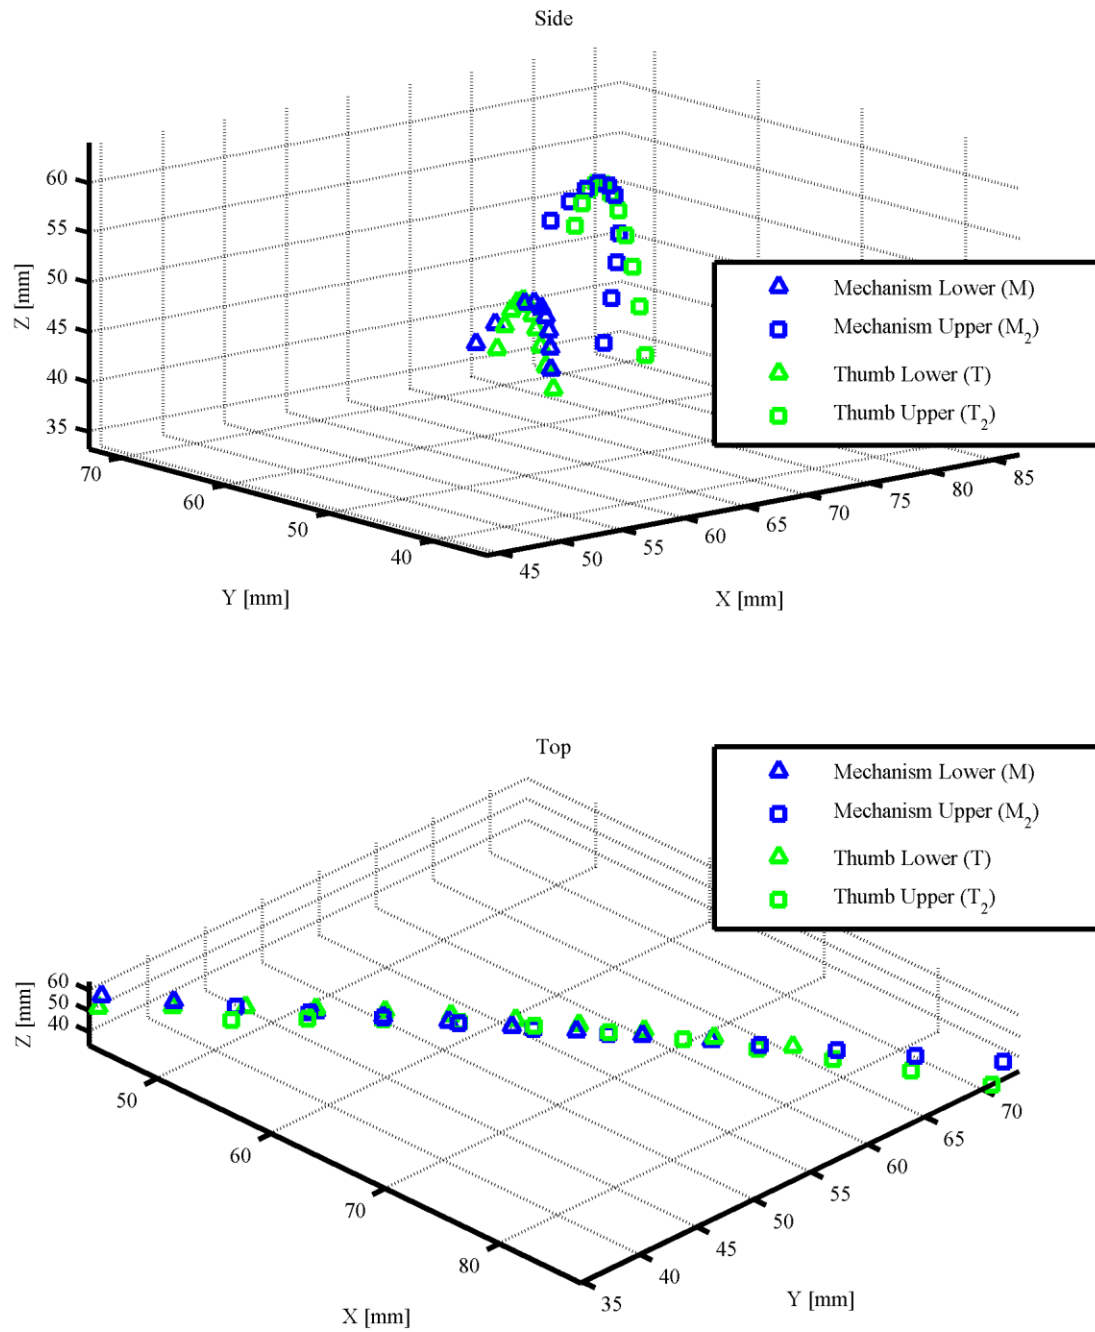 Side
60
55
50
45
40
35
Z [mm]
70
60
50
40
Y [mm]
45
50
55
60
65
70
75
80
85
X [mm]
Mechanism Lower (M)
Mechanism Upper (M₂)
Thumb Lower (T)
Thumb Upper (T₂)
Top
Mechanism Lower (M)
Mechanism Upper (M₂)
Thumb Lower (T)
Thumb Upper (T₂)
60
50
40
Z [mm]
50
60
70
80
X [mm]
35
40
45
50
55
60
65
70
Y [mm]